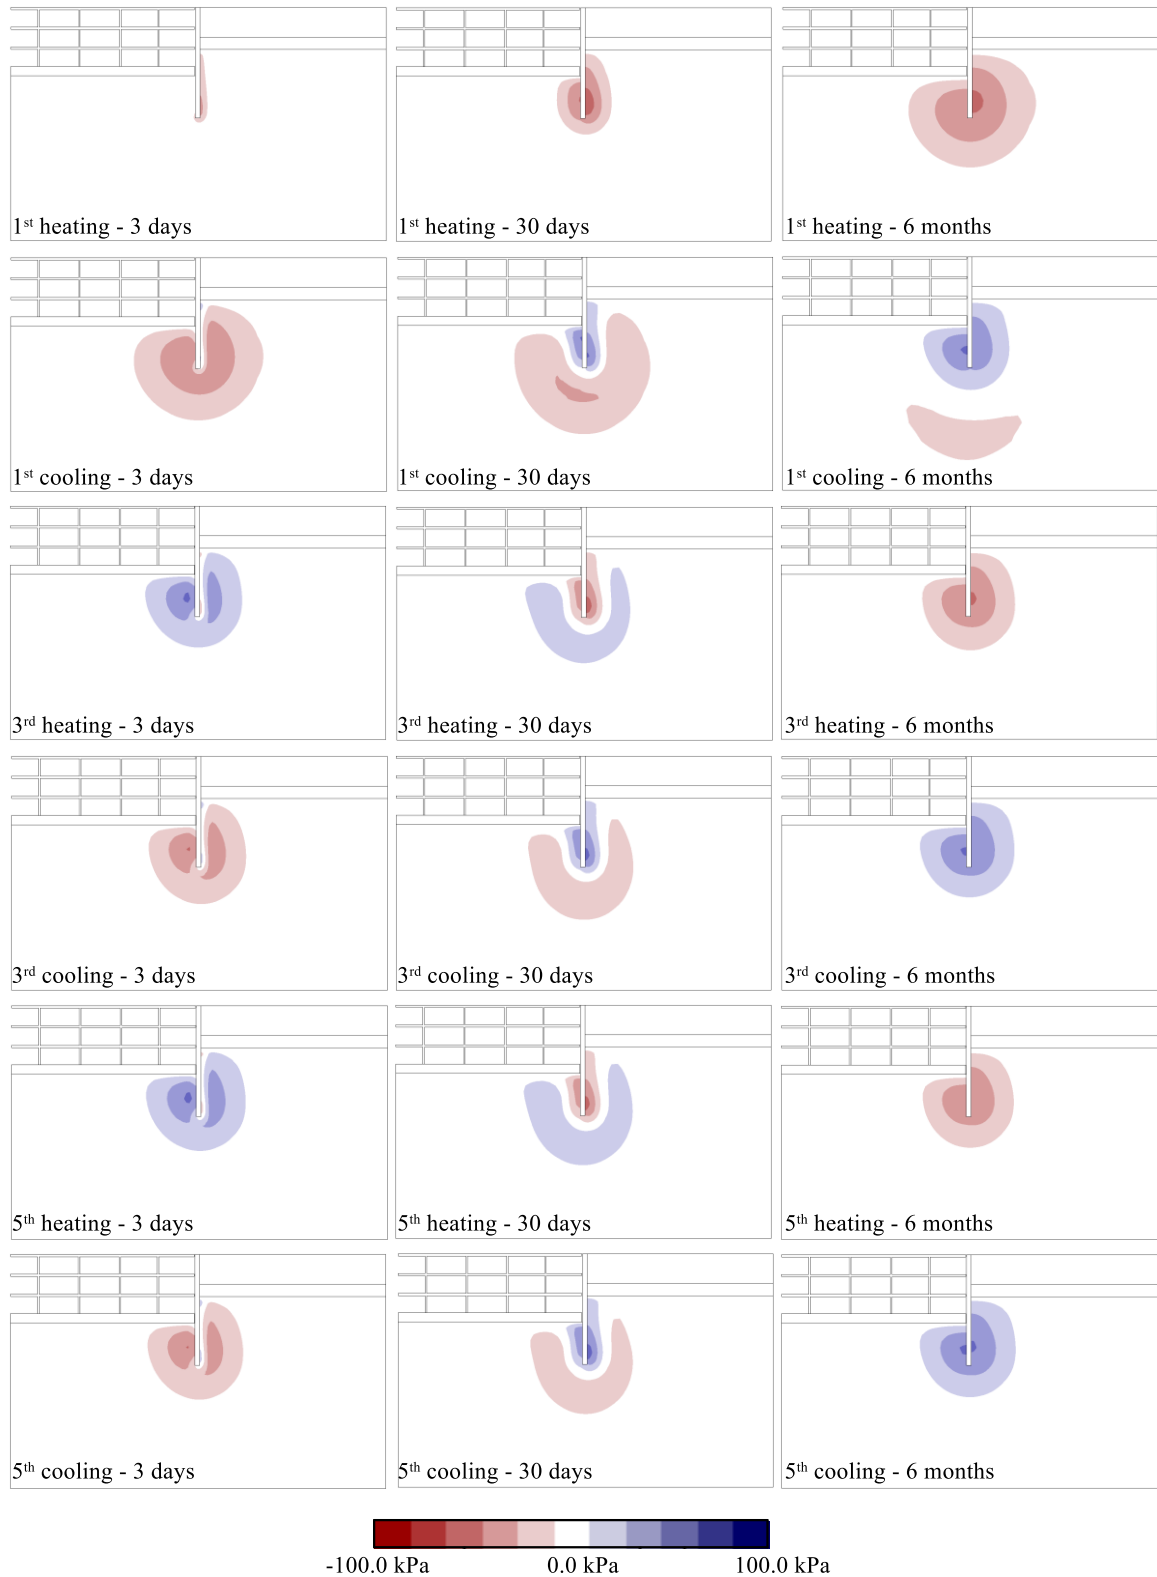 1st heating - 3 days
1st heating - 30 days
1st heating - 6 months
1st cooling - 3 days
1st cooling - 30 days
1st cooling - 6 months
3rd heating - 3 days
3rd heating - 30 days
3rd heating - 6 months
3rd cooling - 3 days
3rd cooling - 30 days
3rd cooling - 6 months
5th heating - 3 days
5th heating - 30 days
5th heating - 6 months
5th cooling - 3 days
5th cooling - 30 days
5th cooling - 6 months
-100.0 kPa 0.0 kPa 100.0 kPa